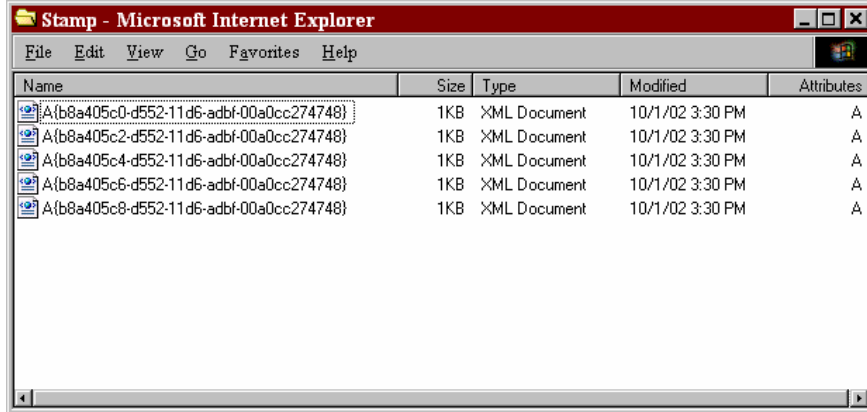 Stamp - Microsoft Internet Explorer
File Edit View Go Favorites Help
Name Size Type Modified Attributes
A{b8a405c0-d552-11d6-adbf-00a0cc274748} 1KB XML Document 10/1/02 3:30 PM A
A{b8a405c2-d552-11d6-adbf-00a0cc274748} 1KB XML Document 10/1/02 3:30 PM A
A{b8a405c4-d552-11d6-adbf-00a0cc274748} 1KB XML Document 10/1/02 3:30 PM A
A{b8a405c6-d552-11d6-adbf-00a0cc274748} 1KB XML Document 10/1/02 3:30 PM A
A{b8a405c8-d552-11d6-adbf-00a0cc274748} 1KB XML Document 10/1/02 3:30 PM A